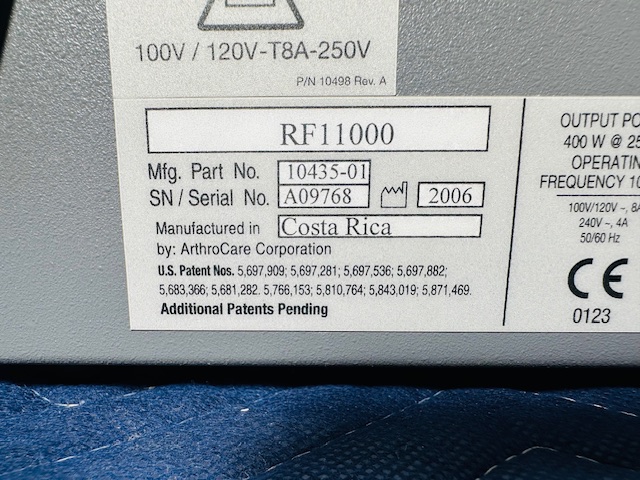 100V / 120V-T8A-250V
P/N 10498 Rev. A
RF11000
Mfg. Part No. 10435-01
SN / Serial No. A09768 2006
Manufactured in Costa Rica
by: ArthroCare Corporation
U.S. Patent Nos. 5,697,909; 5,697,281; 5,697,536; 5,697,882;
5,683,366; 5,681,282. 5,766,153; 5,810,764; 5,843,019; 5,871,469.
Additional Patents Pending
OUTPUT PO
400 W @ 25
OPERATIN
FREQUENCY 10
100V/120V ~, 8A
240V ~, 4A
50/60 Hz
CE
0123